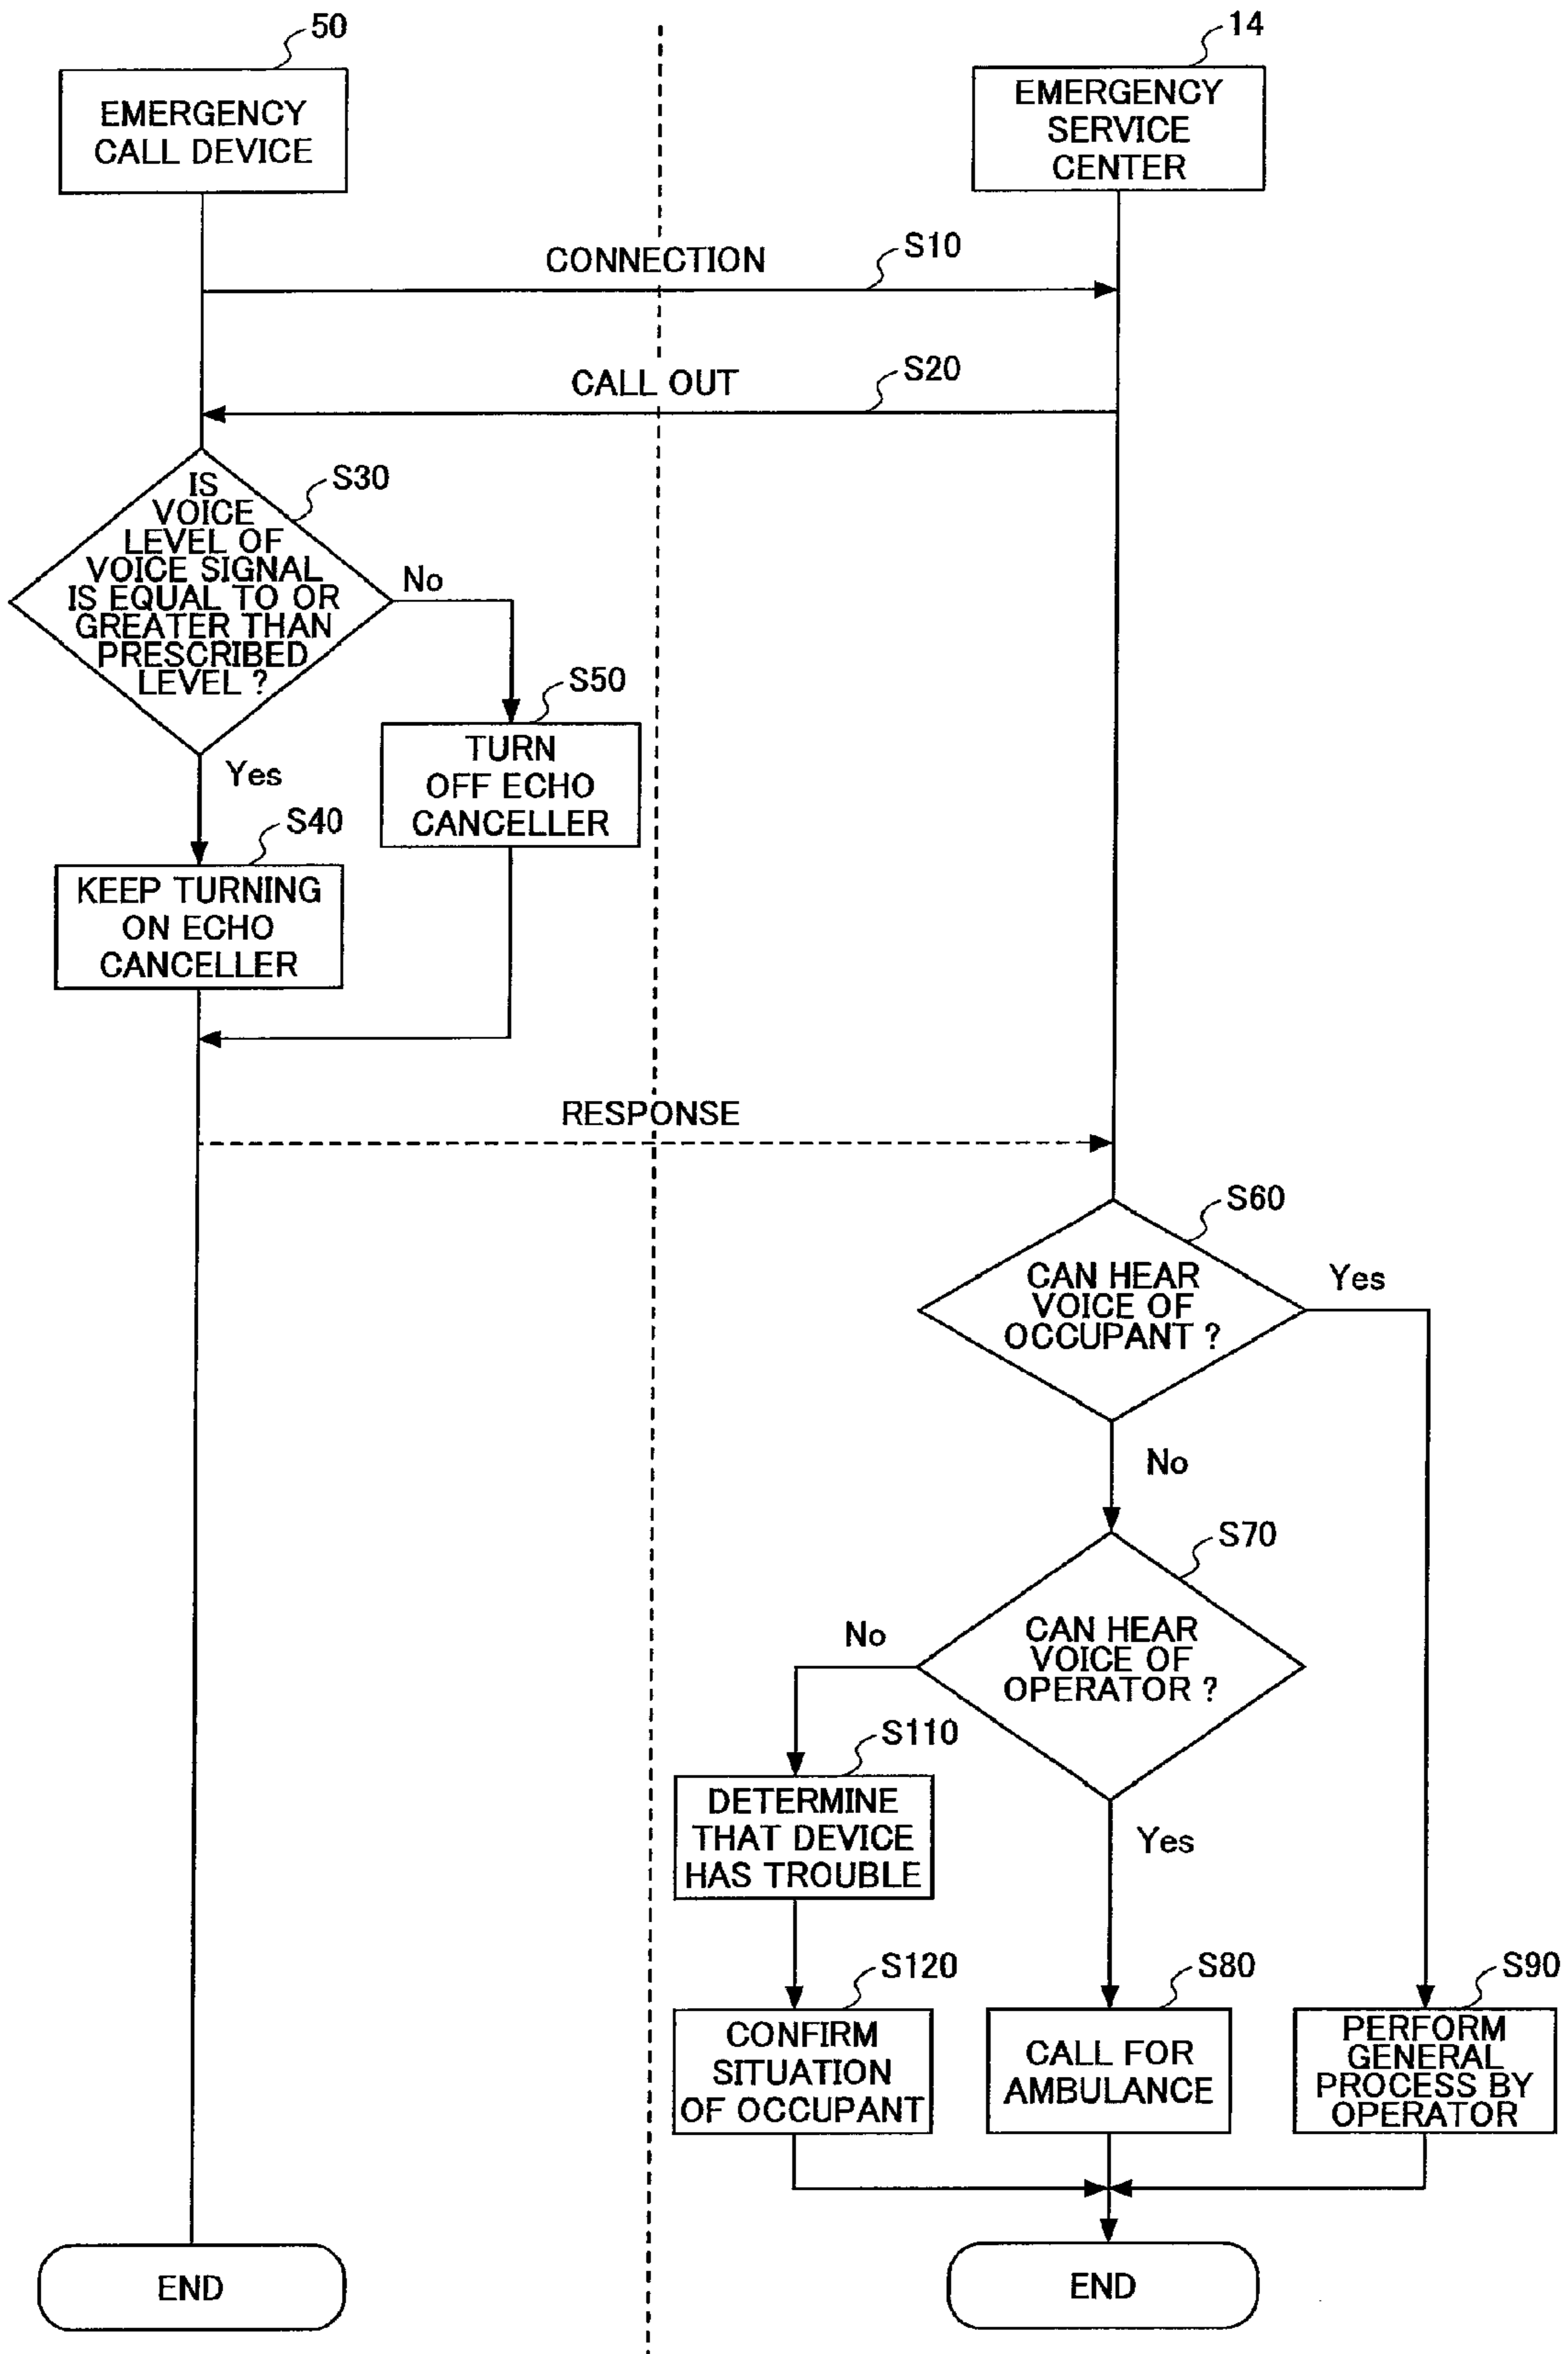 50
EMERGENCY
CALL DEVICE
14
EMERGENCY
SERVICE
CENTER
CONNECTION
S10
CALL OUT
S20
S30
IS
VOICE
LEVEL OF
VOICE SIGNAL
IS EQUAL TO OR
GREATER THAN
PRESCRIBED
LEVEL ?
No
Yes
S50
TURN
OFF ECHO
CANCELLER
S40
KEEP TURNING
ON ECHO
CANCELLER
RESPONSE
S60
CAN HEAR
VOICE OF
OCCUPANT ?
Yes
No
S70
CAN HEAR
VOICE OF
OPERATOR ?
No
Yes
S110
DETERMINE
THAT DEVICE
HAS TROUBLE
S120
CONFIRM
SITUATION
OF OCCUPANT
S80
CALL FOR
AMBULANCE
S90
PERFORM
GENERAL
PROCESS BY
OPERATOR
END
END